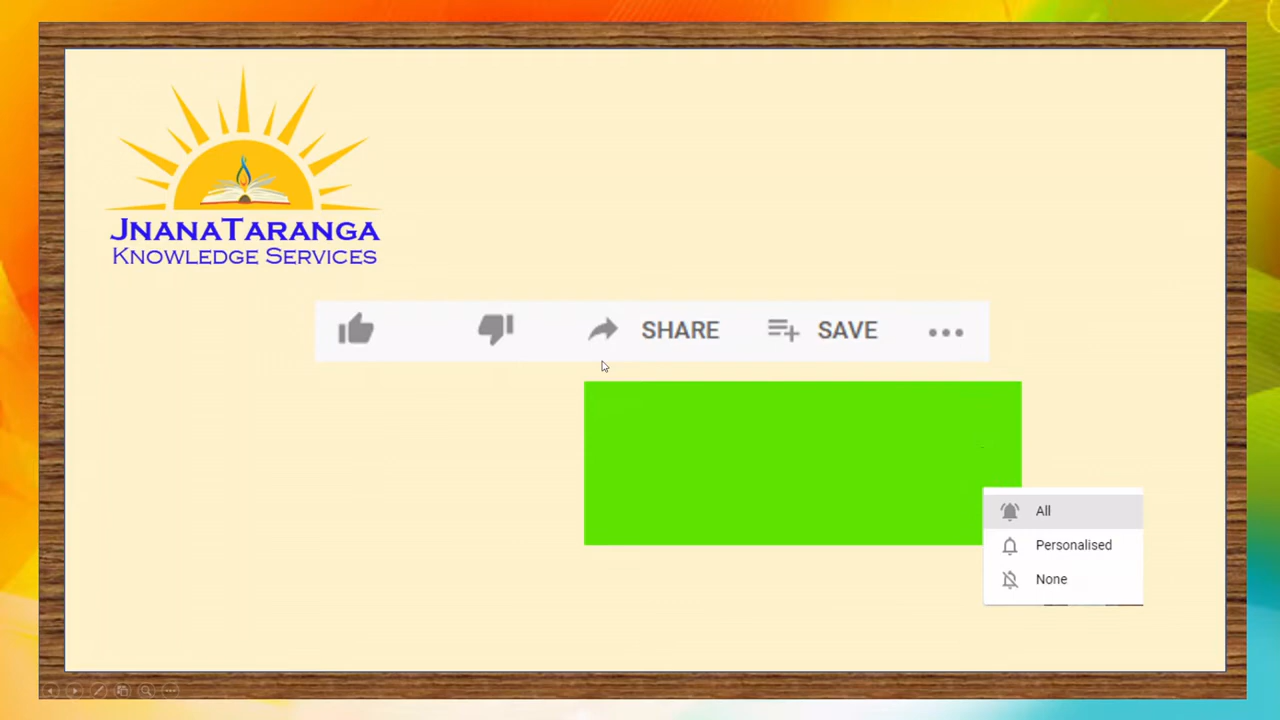 JNANATARANGA
KNOWLEDGE SERVICES
SHARE SAVE
All
Personalised
None